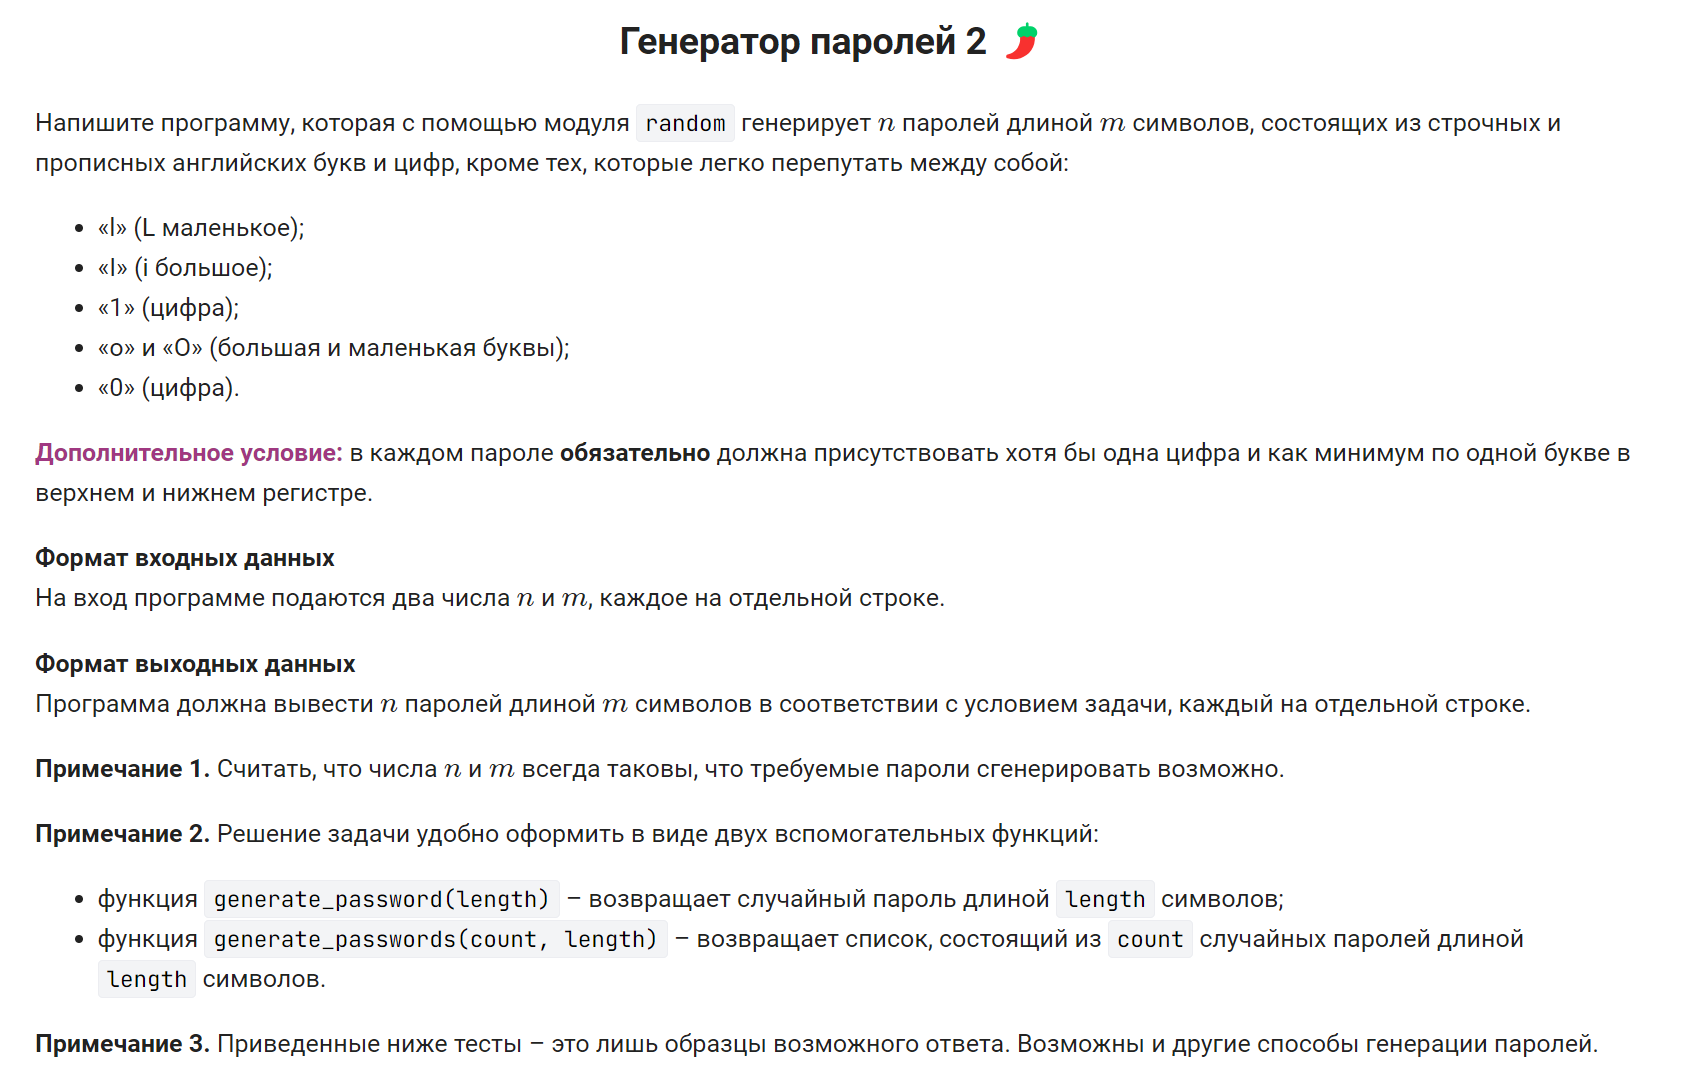 Генератор паролей 2 🌶️
Напишите программу, которая с помощью модуля random генерирует n паролей длиной m символов, состоящих из строчных и
прописных английских букв и цифр, кроме тех, которые легко перепутать между собой:
• «l» (L маленькое);
• «I» (i большое);
• «1» (цифра);
• «o» и «O» (большая и маленькая буквы);
• «0» (цифра).
Дополнительное условие: в каждом пароле обязательно должна присутствовать хотя бы одна цифра и как минимум по одной букве в
верхнем и нижнем регистре.
Формат входных данных
На вход программе подаются два числа n и m, каждое на отдельной строке.
Формат выходных данных
Программа должна вывести n паролей длиной m символов в соответствии с условием задачи, каждый на отдельной строке.
Примечание 1. Считать, что числа n и m всегда таковы, что требуемые пароли сгенерировать возможно.
Примечание 2. Решение задачи удобно оформить в виде двух вспомогательных функций:
• функция generate_password(length) – возвращает случайный пароль длиной length символов;
• функция generate_passwords(count, length) – возвращает список, состоящий из count случайных паролей длиной
length символов.
Примечание 3. Приведенные ниже тесты – это лишь образцы возможного ответа. Возможны и другие способы генерации паролей.